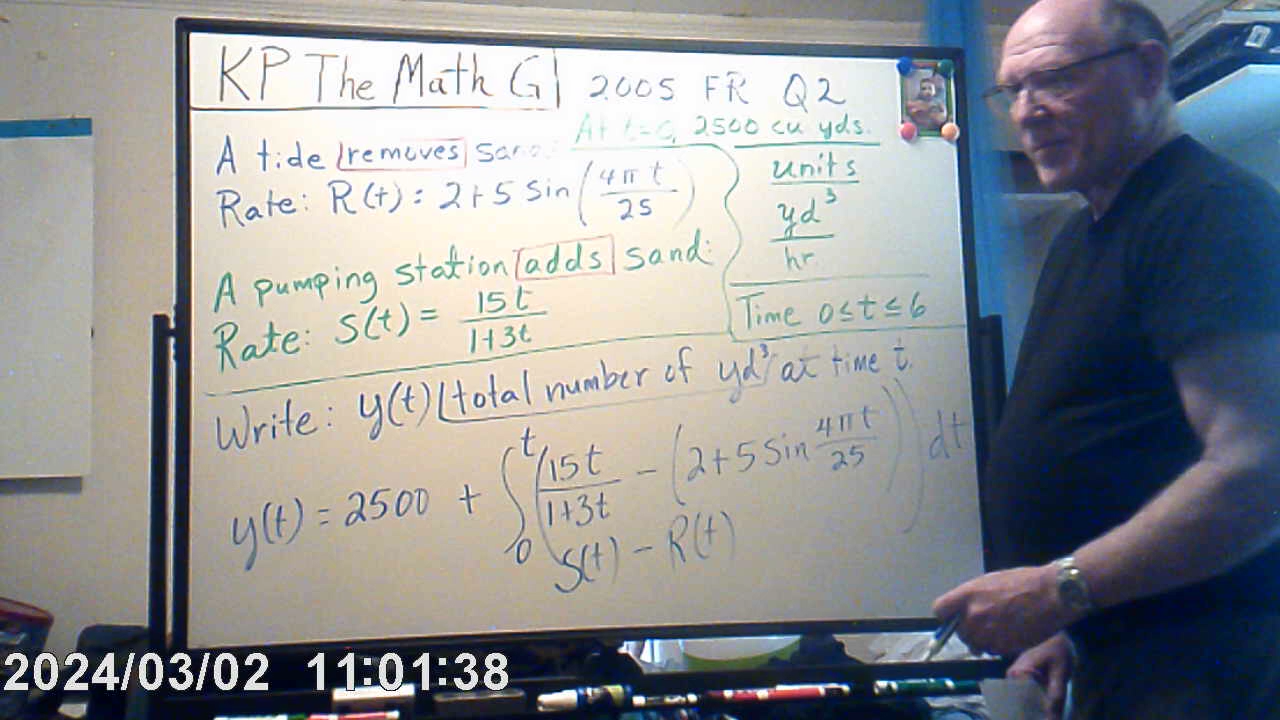 KP The Math G 2005 FR Q2
At t=0, 2500 cu yds.
A tide removes sand:
Rate: R(t): 2+5 sin(4πt/25)
units
yd³/hr
A pumping station adds sand:
Rate: S(t) = 15t/1+3t
Time 0≤t≤6
Write: y(t) total number of yd³ at time t.
y(t) = 2500 + ∫₀ᵗ(15t/1+3t - (2+5 sin 4πt/25)) dt
S(t) - R(t)
2024/03/02 11:01:38